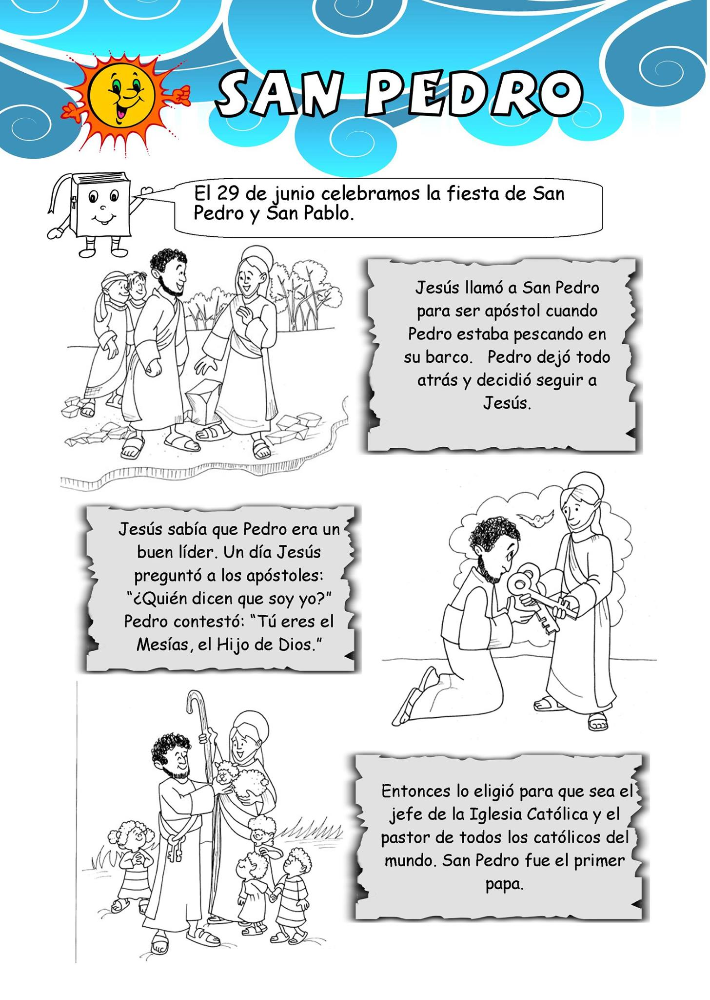 SAN PEDRO
El 29 de junio celebramos la fiesta de San
Pedro y San Pablo.
Jesús llamó a San Pedro
para ser apóstol cuando
Pedro estaba pescando en
su barco.   Pedro dejó todo
atrás y decidió seguir a
Jesús.
Jesús sabía que Pedro era un
buen líder. Un día Jesús
preguntó a los apóstoles:
“¿Quién dicen que soy yo?”
Pedro contestó: “Tú eres el
Mesías, el Hijo de Dios.”
Entonces lo eligió para que sea el
jefe de la Iglesia Católica y el
pastor de todos los católicos del
mundo. San Pedro fue el primer
papa.